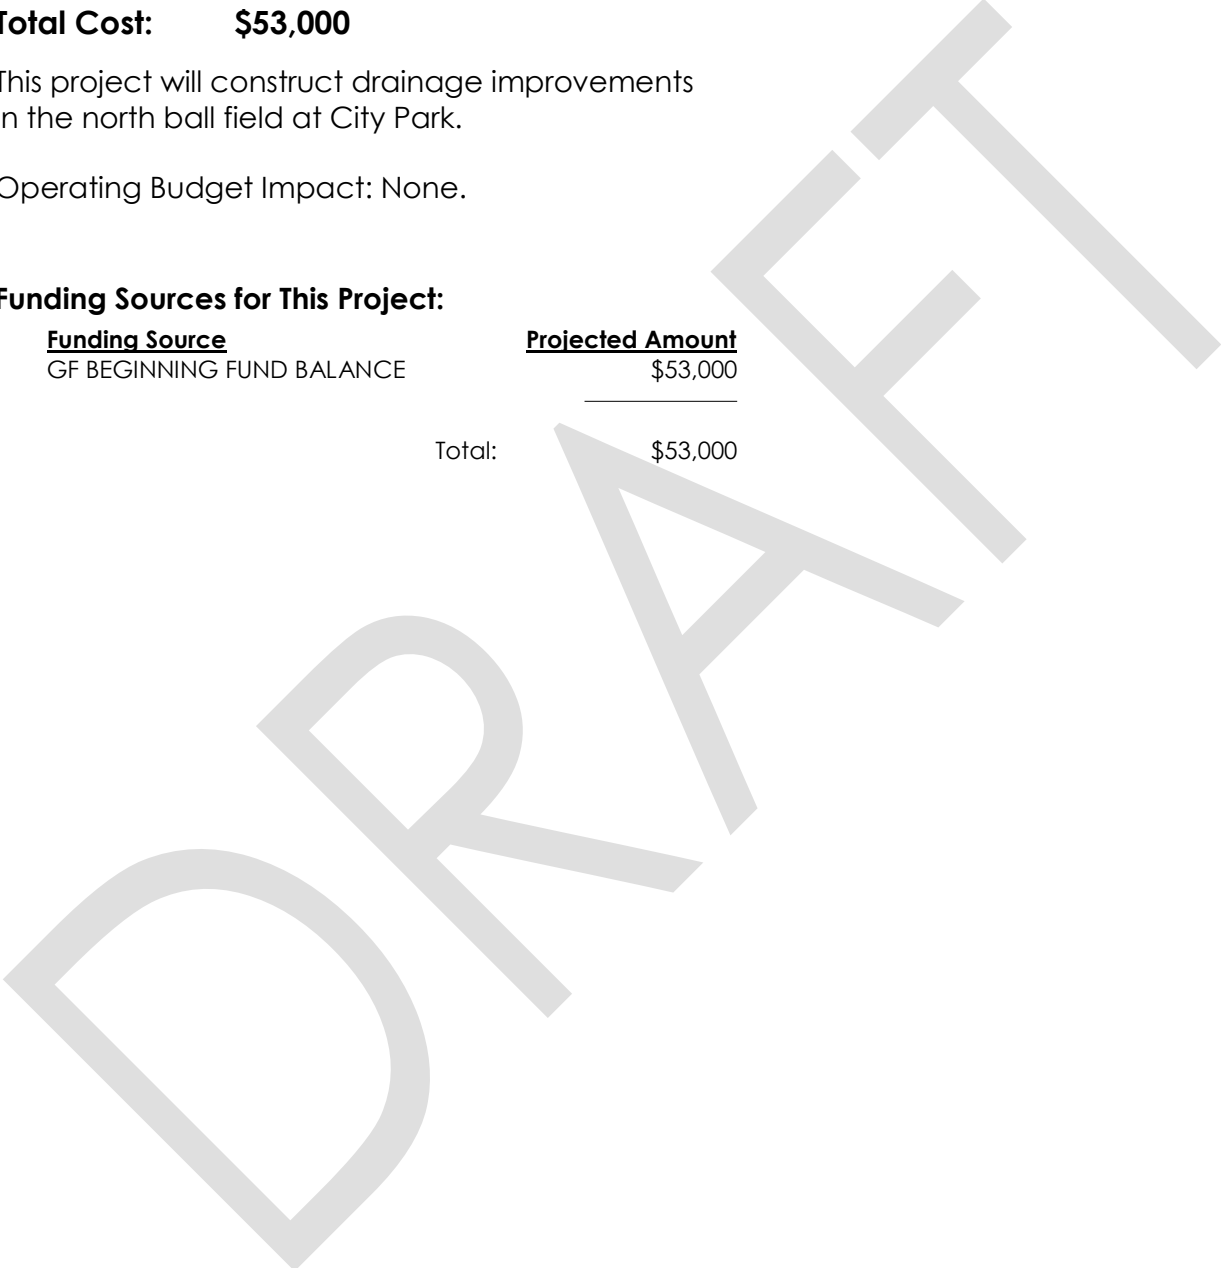 Total Cost: $53,000
This project will construct drainage improvements
in the north ball field at City Park.
Operating Budget Impact: None.
Funding Sources for This Project:
Funding Source Projected Amount
GF BEGINNING FUND BALANCE $53,000
Total: $53,000
DRAFT